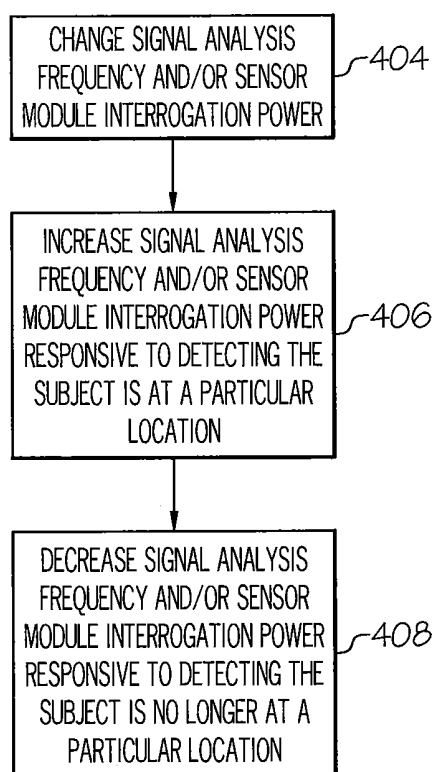 CHANGE SIGNAL ANALYSIS
FREQUENCY AND/OR SENSOR
MODULE INTERROGATION POWER
404
INCREASE SIGNAL ANALYSIS
FREQUENCY AND/OR SENSOR
MODULE INTERROGATION POWER
RESPONSIVE TO DETECTING THE
SUBJECT IS AT A PARTICULAR
LOCATION
406
DECREASE SIGNAL ANALYSIS
FREQUENCY AND/OR SENSOR
MODULE INTERROGATION POWER
RESPONSIVE TO DETECTING THE
SUBJECT IS NO LONGER AT A
PARTICULAR LOCATION
408